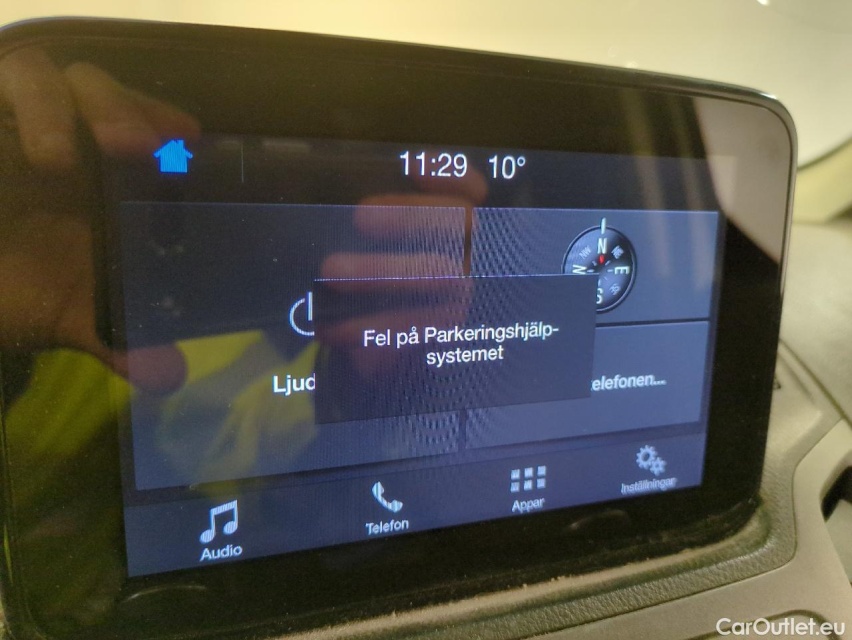 11:29 10°
N
E
S
Fel på Parkeringshjälp-
systemet
Ljud
elefonen...
Audio
Telefon
Appar
Inställningar
CarOutlet.eu